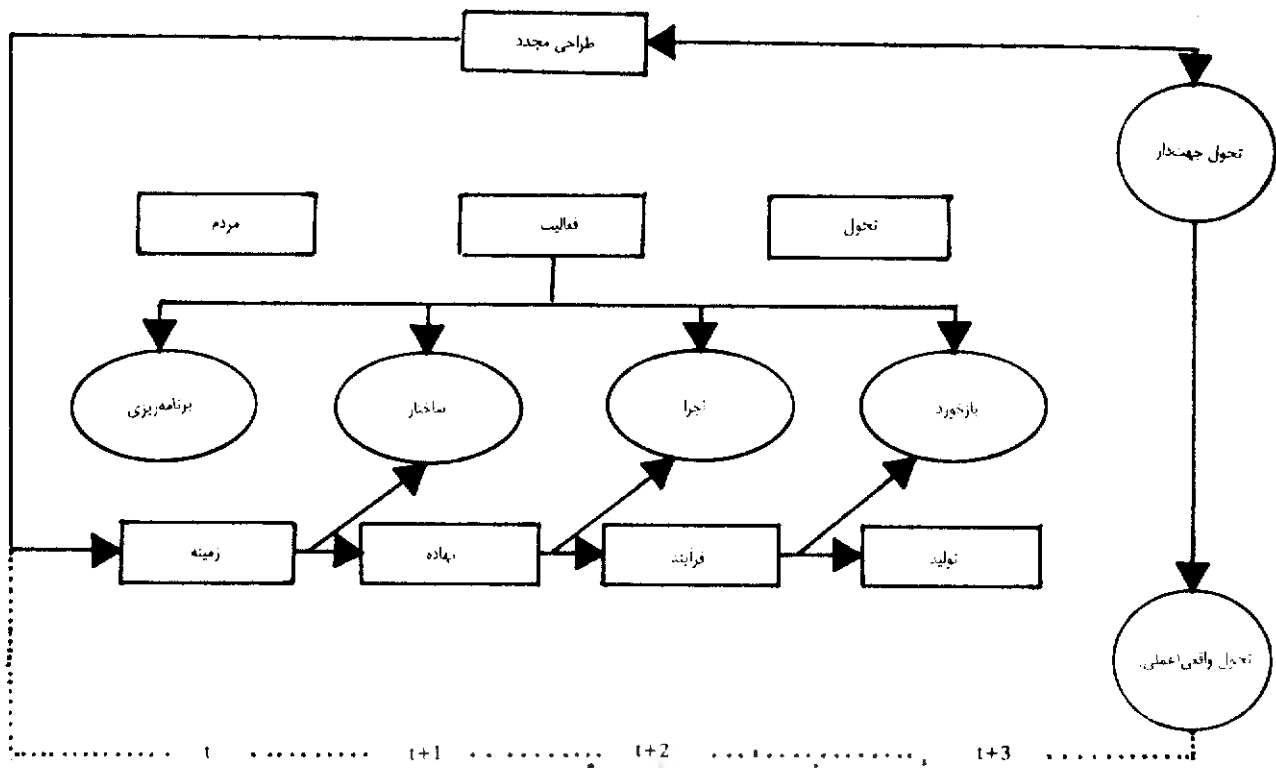 طراحی مجدد
تحول جهت‌دار
تحول
فعالیت
مردم
بازخورد
اجرا
ساختار
برنامه‌ریزی
تولید
فرآیند
نهاده
زمینه
تحول واقعی (عملی)
t
t+1
t+2
t+3